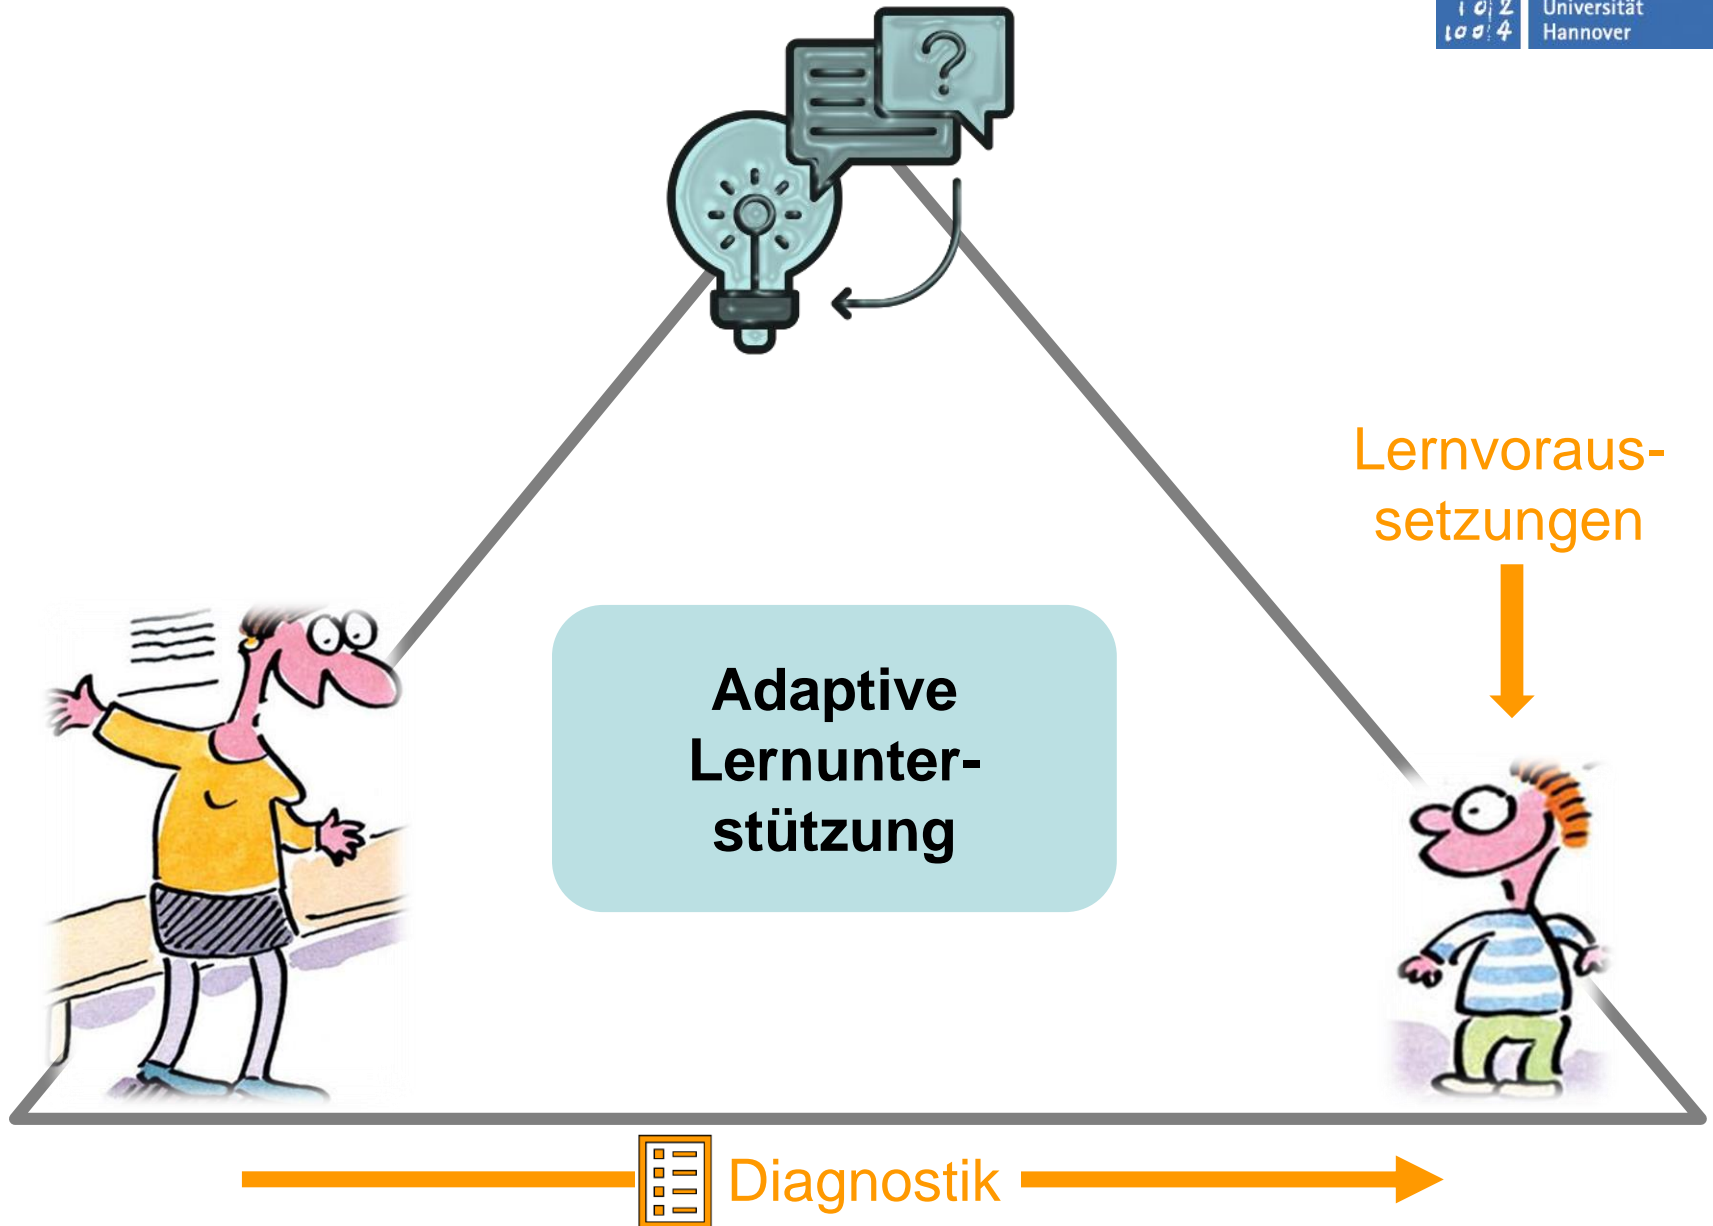 Universität
Hannover
?
Lernvoraus-
setzungen
Adaptive
Lernunter-
stützung
Diagnostik